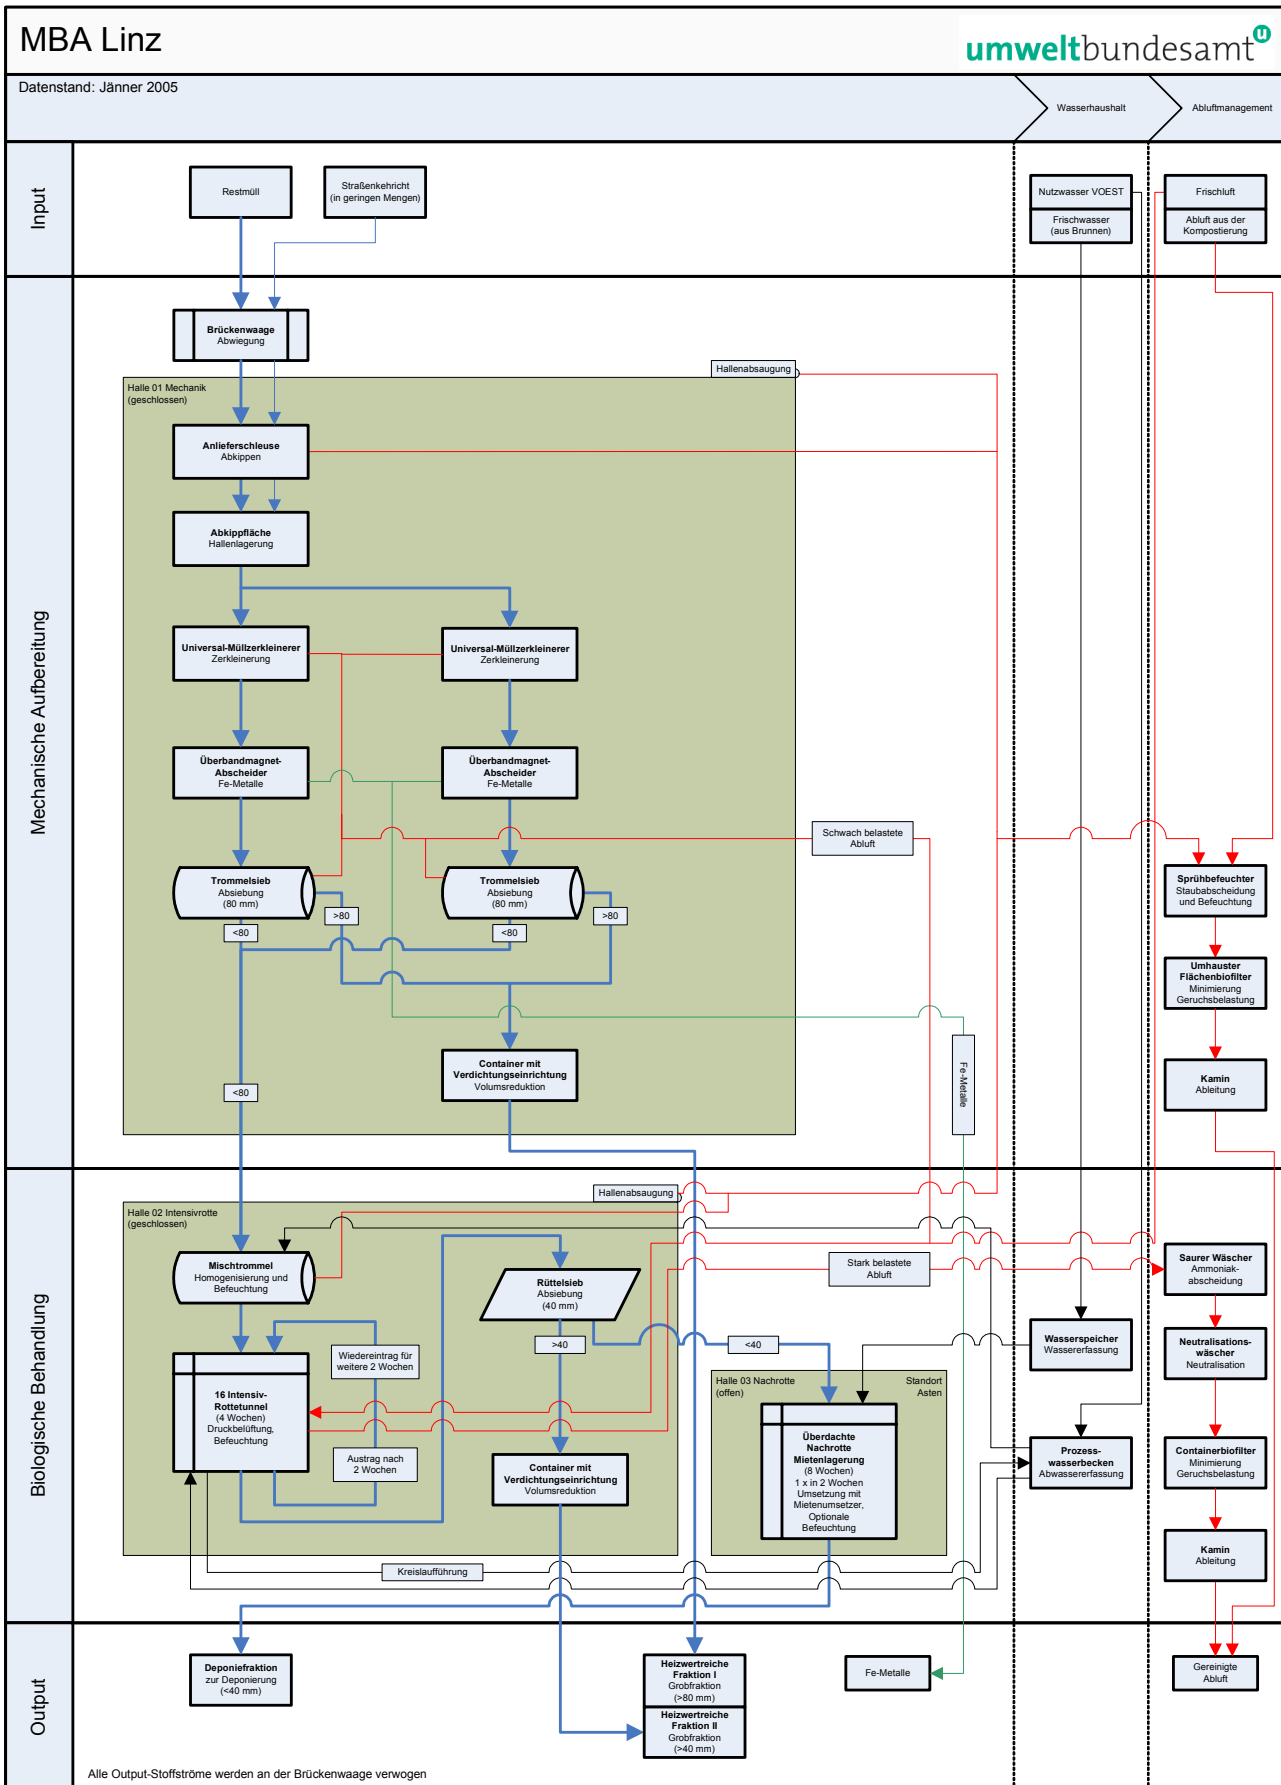 MBA Linz
umweltbundesamt
u
Datenstand: Jänner 2005
Wasserhaushalt
Abluftmanagement
Input
Restmüll
Straßenkehricht
(in geringen Mengen)
Nutzwasser VOEST
Frischwasser
(aus Brunnen)
Frischluft
Abluft aus der
Kompostierung
Mechanische Aufbereitung
Brückenwaage
Abwiegung
Hallenabsaugung
Halle 01 Mechanik
(geschlossen)
Anlieferschleuse
Abkippen
Abkippfläche
Hallenlagerung
Universal-Müllzerkleinerer
Zerkleinerung
Universal-Müllzerkleinerer
Zerkleinerung
Überbandmagnet-
Abscheider
Fe-Metalle
Überbandmagnet-
Abscheider
Fe-Metalle
Schwach belastete
Abluft
Trommelsieb
Absiebung
(80 mm)
Trommelsieb
Absiebung
(80 mm)
>80
>80
<80
<80
Sprühbefeuchter
Staubabscheidung
und Befeuchtung
Umhauster
Flächenbiofilter
Minimierung
Geruchsbelastung
Container mit
Verdichtungseinrichtung
Volumsreduktion
Fe-Metalle
Kamin
Ableitung
<80
Biologische Behandlung
Hallenabsaugung
Halle 02 Intensivrotte
(geschlossen)
Mischtrommel
Homogenisierung und
Befeuchtung
Rüttelsieb
Absiebung
(40 mm)
Stark belastete
Abluft
Saurer Wäscher
Ammoniak-
abscheidung
Wiedereintrag für
weitere 2 Wochen
>40
<40
Wasserspeicher
Wassererfassung
Neutralisations-
wäscher
Neutralisation
16 Intensiv-
Rottetunnel
(4 Wochen)
Druckbelüftung,
Befeuchtung
Halle 03 Nachrotte
(offen)
Standort
Asten
Austrag nach
2 Wochen
Container mit
Verdichtungseinrichtung
Volumsreduktion
Überdachte
Nachrotte
Mietenlagerung
(8 Wochen)
1 x in 2 Wochen
Umsetzung mit
Mietenumsetzer,
Optionale
Befeuchtung
Prozess-
wasserbecken
Abwassererfassung
Containerbiofilter
Minimierung
Geruchsbelastung
Kamin
Ableitung
Kreislaufführung
Output
Deponiefraktion
zur Deponierung
(<40 mm)
Heizwertreiche
Fraktion I
Grobfraktion
(>80 mm)
Heizwertreiche
Fraktion II
Grobfraktion
(>40 mm)
Fe-Metalle
Gereinigte
Abluft
Alle Output-Stoffströme werden an der Brückenwaage verwogen